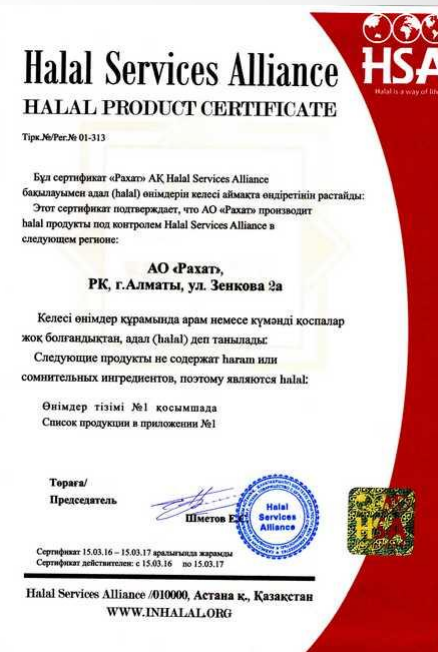 HSA
Halal is a way of life
Halal Services Alliance
HALAL PRODUCT CERTIFICATE
Тірк.№/Рег.№ 01-313
Бұл сертификат «Рахат» АҚ Halal Services Alliance
бақылауымен адал (halal) өнімдерін келесі аймақта өндіретінін растайды:
Этот сертификат подтверждает, что АО «Рахат» производит
halal продукты под контролем Halal Services Alliance в
следующем регионе:
АО «Рахат»,
РК, г.Алматы, ул. Зенкова 2а
Келесі өнімдер құрамында арам немесе күмәнді қоспалар
жоқ болғандықтан, адал (halal) деп танылады:
Следующие продукты не содержат haram или
сомнительных ингредиентов, поэтому являются halal:
Өнімдер тізімі №1 қосымшада
Список продукции в приложении №1
Төраға/
Председатель
Шметов Е.
Halal
Services
Alliance
HSA
Сертификат 15.03.16 – 15.03.17 аралығында жарамды
Сертификат действителен: с 15.03.16 по 15.03.17
Halal Services Alliance /010000, Астана қ., Қазақстан
WWW.INHALAL.ORG